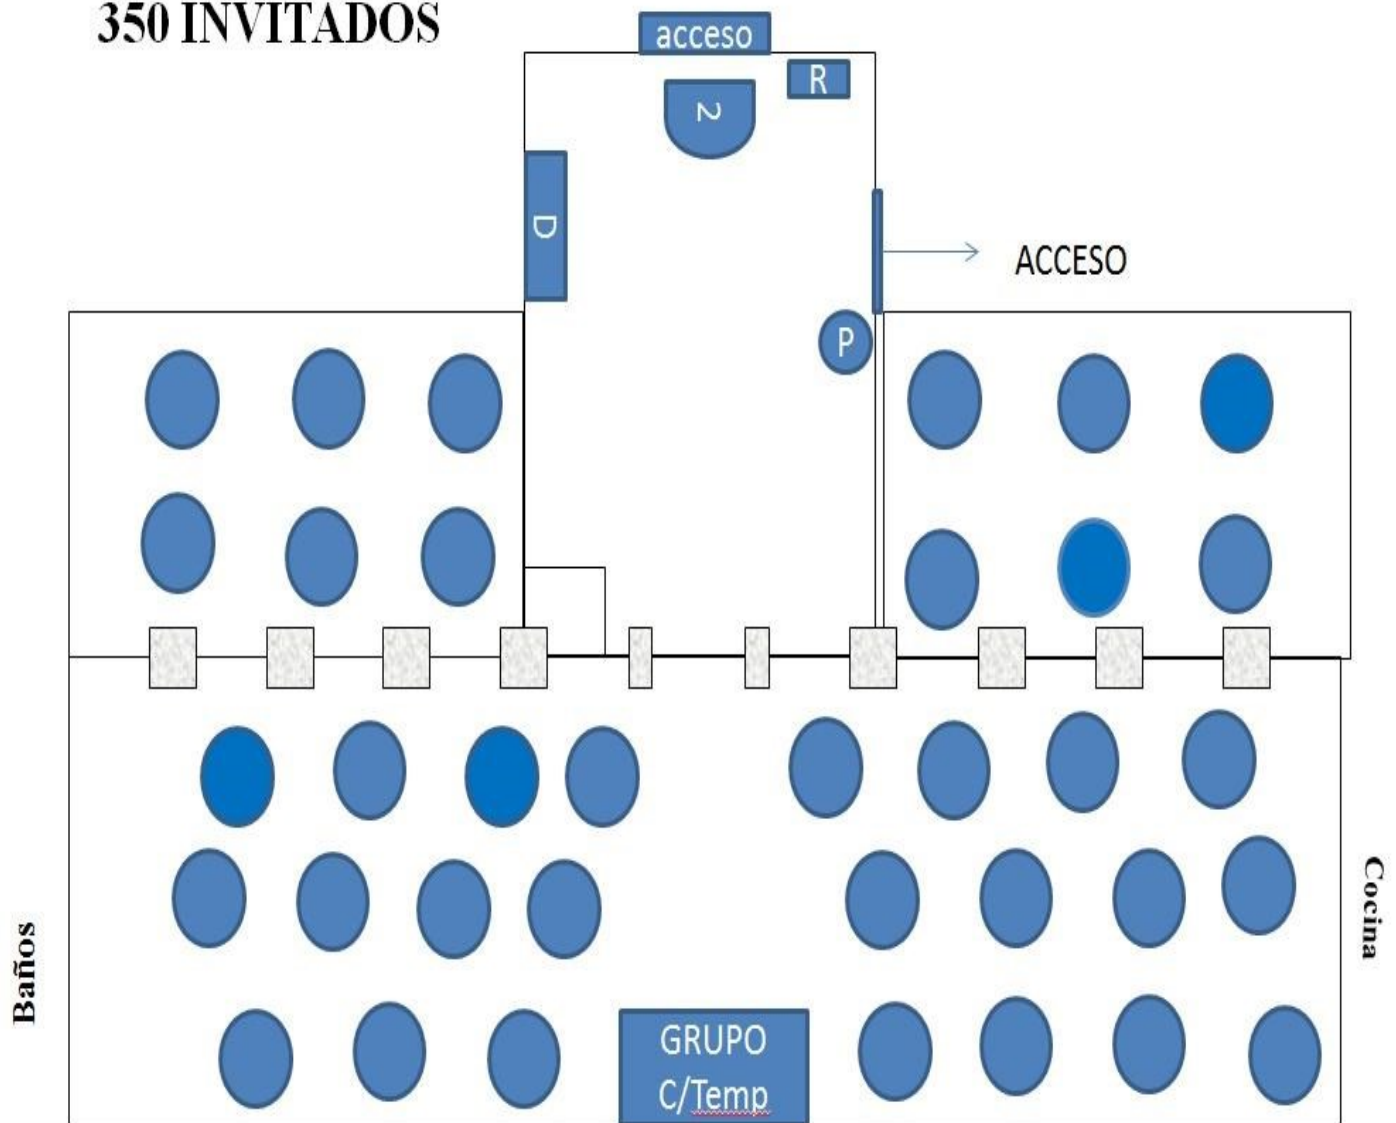 350 INVITADOS
acceso
R
2
D
ACCESO
P
Baños
Cocina
GRUPO
C/Temp